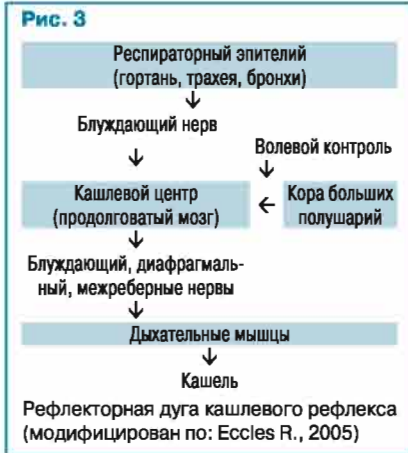 Рис. 3
Респираторный эпителий
(гортань, трахея, бронхи)
Блуждающий нерв
Волевой контроль
Кашлевой центр
(продолговатый мозг)
Кора больших
полушарий
Блуждающий, диафрагмаль-
ный, межреберные нервы
Дыхательные мышцы
Кашель
Рефлекторная дуга кашлевого рефлекса
(модифицирован по: Eccles R., 2005)